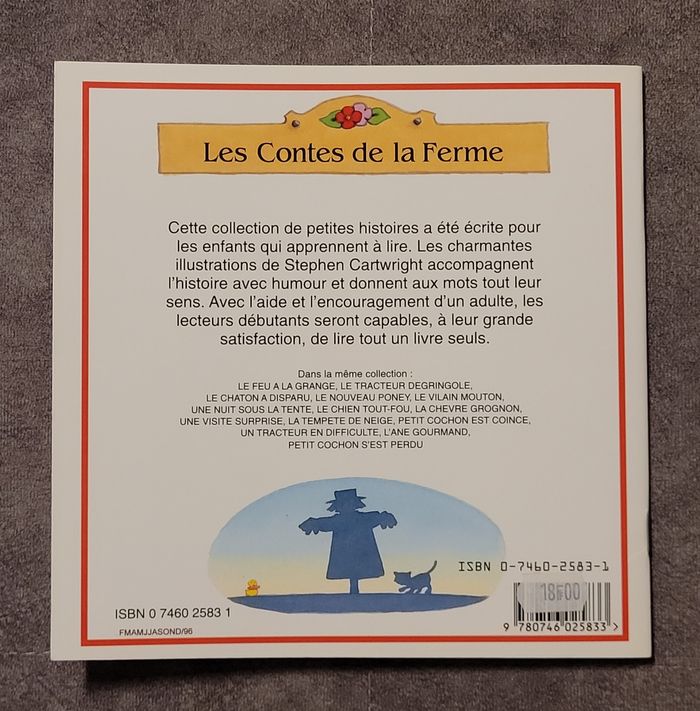 Les Contes de la Ferme
Cette collection de petites histoires a été écrite pour
les enfants qui apprennent à lire. Les charmantes
illustrations de Stephen Cartwright accompagnent
l'histoire avec humour et donnent aux mots tout leur
sens. Avec l'aide et l'encouragement d'un adulte, les
lecteurs débutants seront capables, à leur grande
satisfaction, de lire tout un livre seuls.
Dans la même collection :
LE FEU A LA GRANGE, LE TRACTEUR DEGRINGOLE,
LE CHATON A DISPARU, LE NOUVEAU PONEY, LE VILAIN MOUTON,
UNE NUIT SOUS LA TENTE, LE CHIEN TOUT-FOU, LA CHEVRE GROGNON,
UNE VISITE SURPRISE, LA TEMPETE DE NEIGE, PETIT COCHON EST COINCE,
UN TRACTEUR EN DIFFICULTE, L'ANE GOURMAND,
PETIT COCHON S'EST PERDU
ISBN 0-7460-2583-1
18F00
9 780746 025833 >
ISBN 0 7460 2583 1
FMAMJJASOND/96